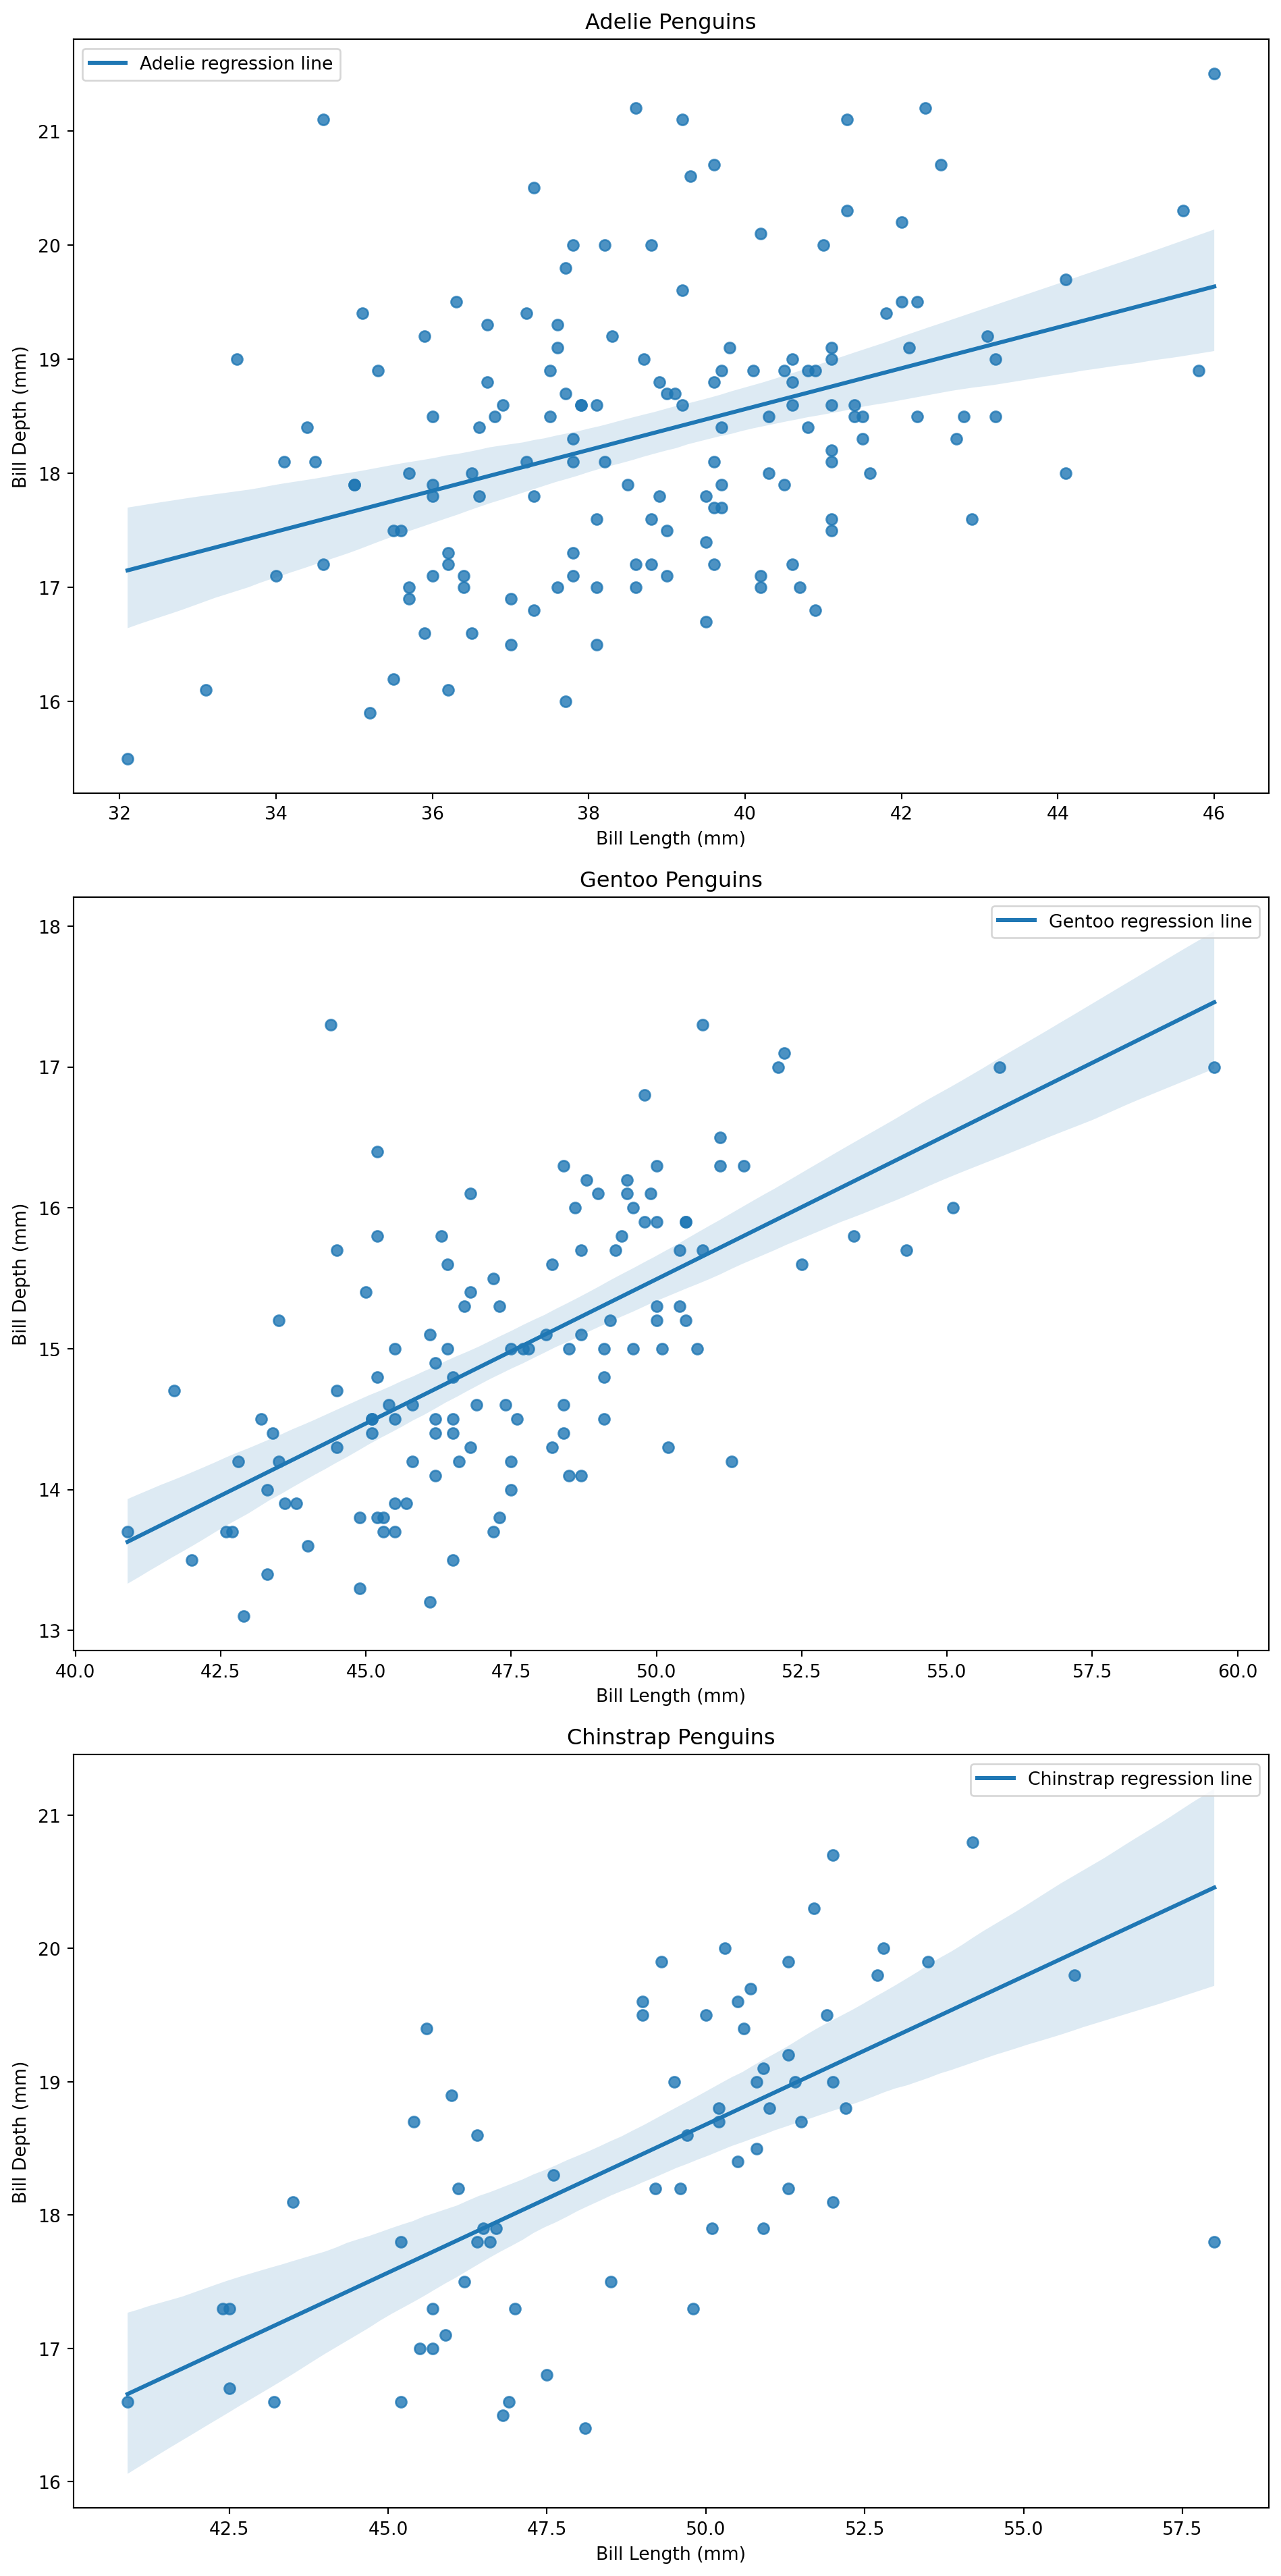 Adelie Penguins
Adelie regression line
21
20
19
18
17
16
Bill Depth (mm)
32 34 36 38 40 42 44 46
Bill Length (mm)
Gentoo Penguins
Gentoo regression line
18
17
16
15
14
13
Bill Depth (mm)
40.0 42.5 45.0 47.5 50.0 52.5 55.0 57.5 60.0
Bill Length (mm)
Chinstrap Penguins
Chinstrap regression line
21
20
19
18
17
16
Bill Depth (mm)
42.5 45.0 47.5 50.0 52.5 55.0 57.5
Bill Length (mm)